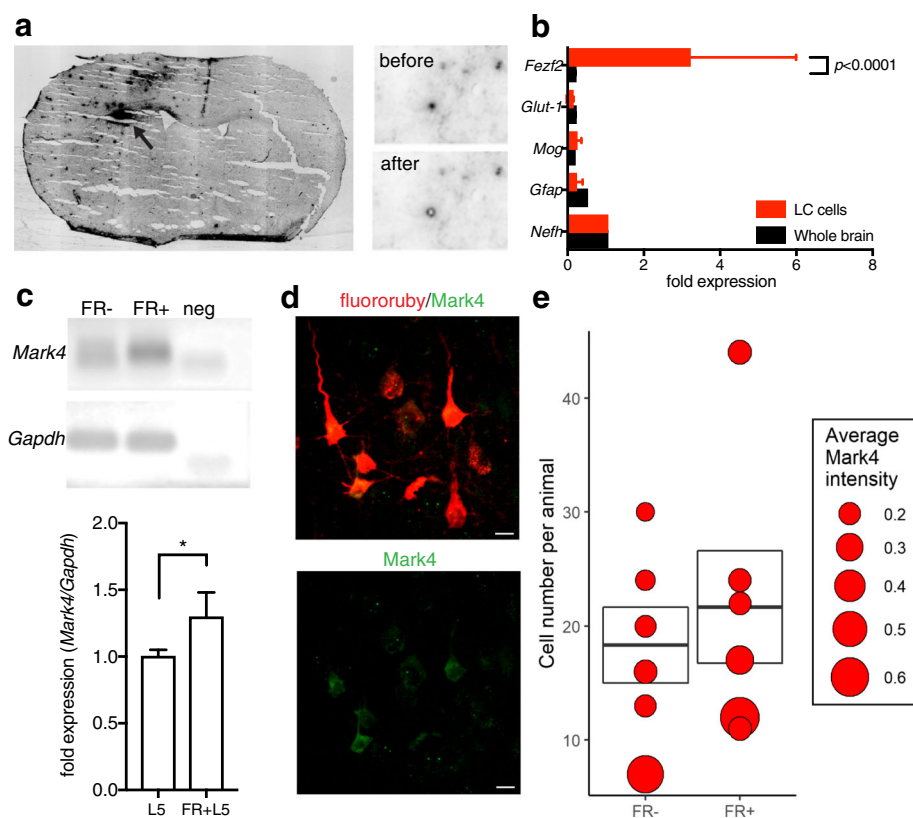 a
before
after
b
Fezf2
Glut-1
Mog
Gfap
Nefh
p<0.0001
LC cells
Whole brain
0 2 4 6 8
fold expression
c
FR- FR+ neg
Mark4
Gapdh
fold expression (Mark4/Gapdh)
2.0
1.5
1.0
0.5
0.0
*
L5 FR+L5
d
fluororuby/Mark4
Mark4
e
Cell number per animal
40
30
20
10
FR- FR+
Average
Mark4
intensity
0.2
0.3
0.4
0.5
0.6